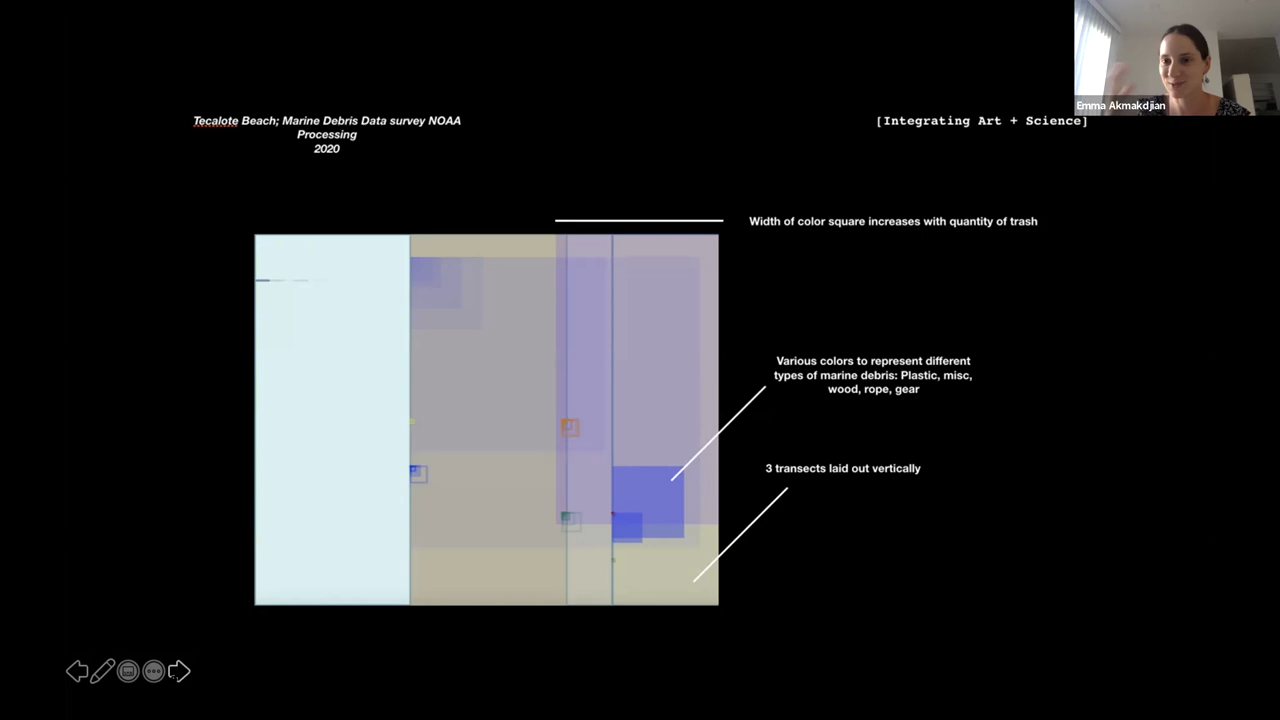 Emma Akmakdjian
Tecalote Beach; Marine Debris Data survey NOAA
Processing
2020
[Integrating Art + Science]
Width of color square increases with quantity of trash
Various colors to represent different
types of marine debris: Plastic, misc,
wood, rope, gear
3 transects laid out vertically